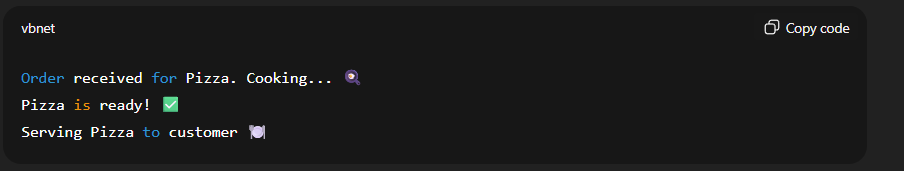 vbnet
Copy code
Order received for Pizza. Cooking... 🍳
Pizza is ready! ✅
Serving Pizza to customer 🍽️